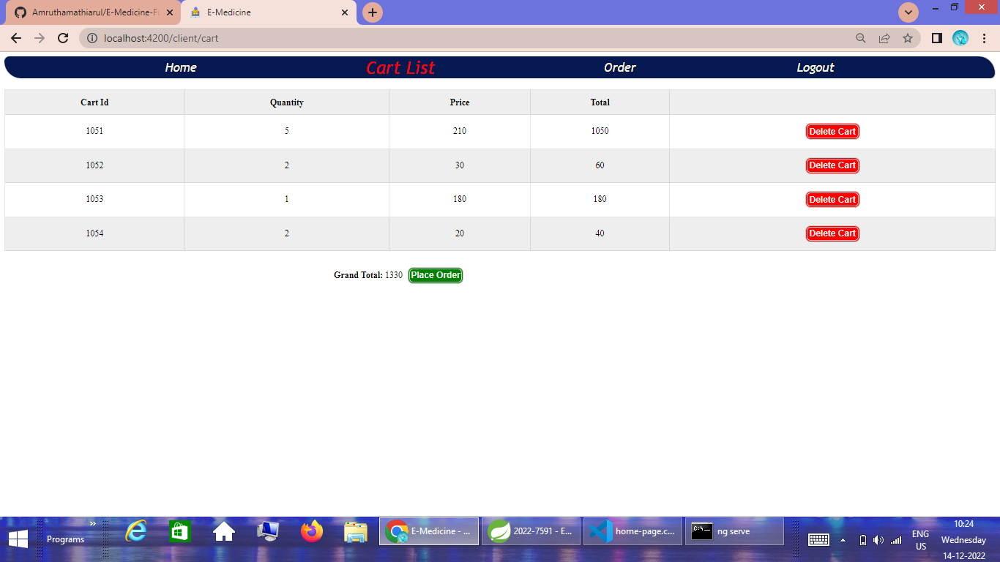 Amruthamathiarul/E-Medicine-Fu
E-Medicine
localhost:4200/client/cart
Home Cart List Order Logout
Cart Id Quantity Price Total
1051 5 210 1050 Delete Cart
1052 2 30 60 Delete Cart
1053 1 180 180 Delete Cart
1054 2 20 40 Delete Cart
Grand Total: 1330 Place Order
Programs
E-Medicine - ...
2022-7591 - E...
home-page.c...
C:\.
ng serve
ENG
US
10:24
Wednesday
14-12-2022